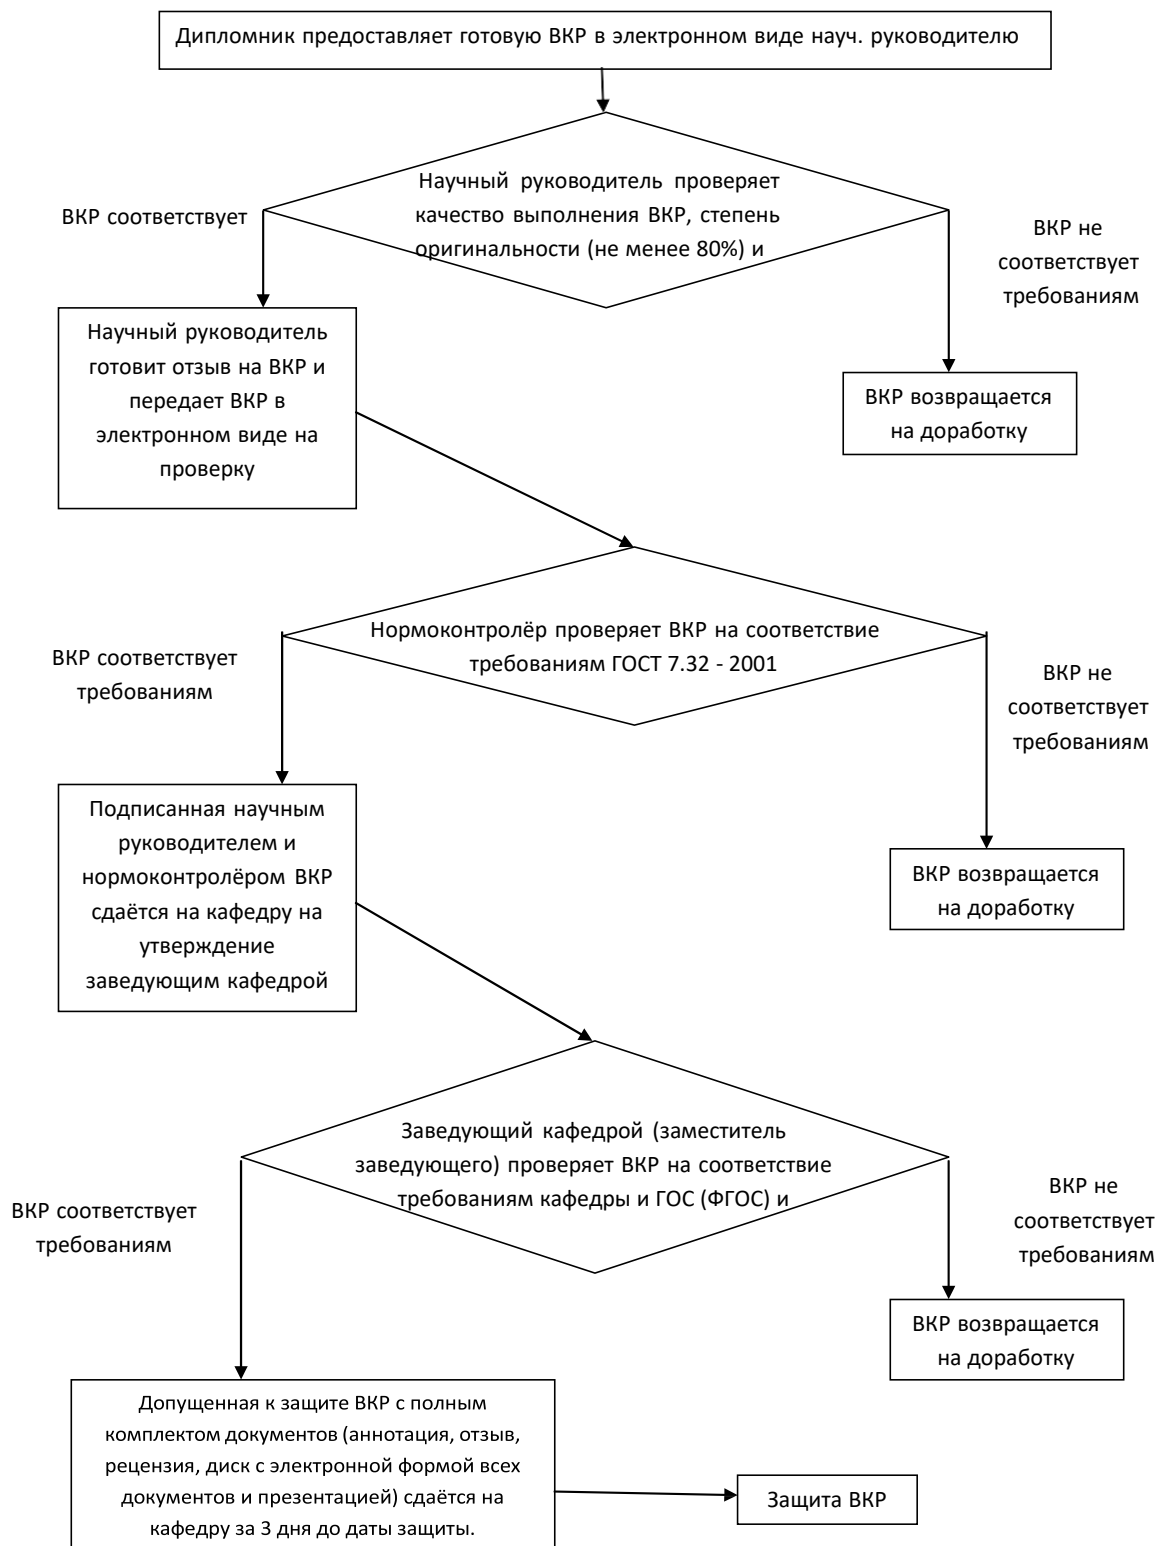 Дипломник предоставляет готовую ВКР в электронном виде науч. руководителю
Научный руководитель проверяет
качество выполнения ВКР, степень
оригинальности (не менее 80%) и
ВКР соответствует
ВКР не
соответствует
требованиям
Научный руководитель
готовит отзыв на ВКР и
передает ВКР в
электронном виде на
проверку
ВКР возвращается
на доработку
Нормоконтролёр проверяет ВКР на соответствие
требованиям ГОСТ 7.32 - 2001
ВКР соответствует
требованиям
ВКР не
соответствует
требованиям
Подписанная научным
руководителем и
нормоконтролёром ВКР
сдаётся на кафедру на
утверждение
заведующим кафедрой
ВКР возвращается
на доработку
Заведующий кафедрой (заместитель
заведующего) проверяет ВКР на соответствие
требованиям кафедры и ГОС (ФГОС) и
ВКР соответствует
требованиям
ВКР не
соответствует
требованиям
ВКР возвращается
на доработку
Допущенная к защите ВКР с полным
комплектом документов (аннотация, отзыв,
рецензия, диск с электронной формой всех
документов и презентацией) сдаётся на
кафедру за 3 дня до даты защиты.
Защита ВКР